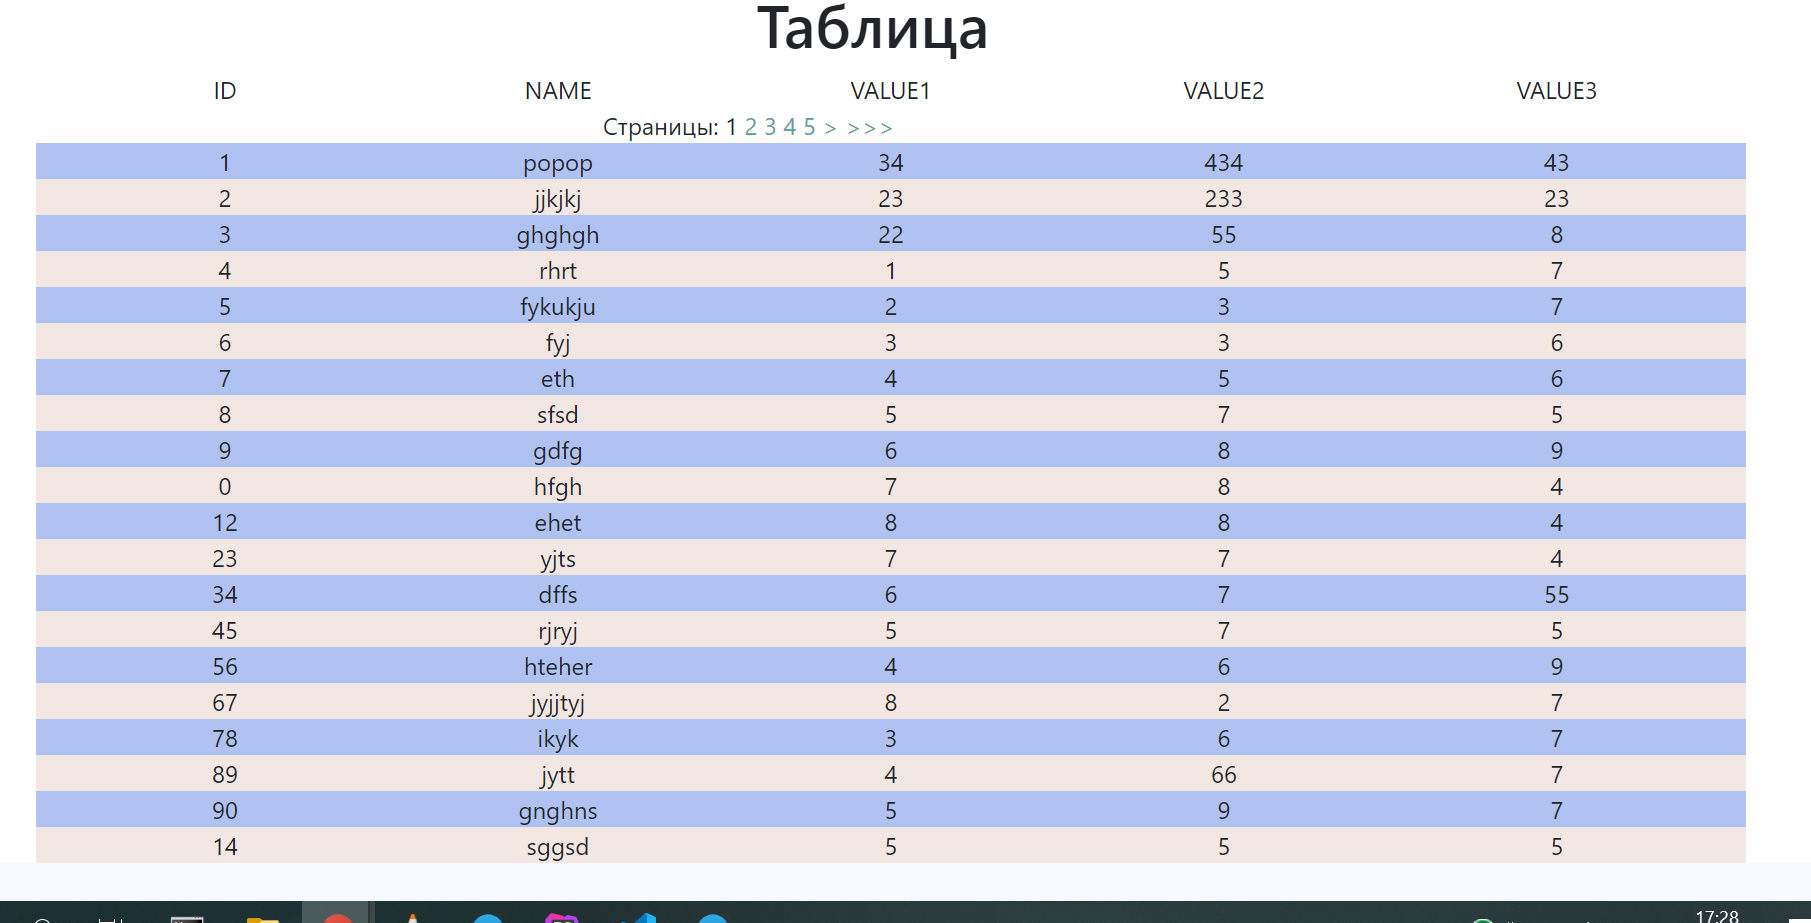 Таблица
ID NAME VALUE1 VALUE2 VALUE3
Страницы: 1 2 3 4 5 > >>>
1 popop 34 434 43
2 jjkjkj 23 233 23
3 ghghgh 22 55 8
4 rhrt 1 5 7
5 fykukju 2 3 7
6 fyj 3 3 6
7 eth 4 5 6
8 sfsd 5 7 5
9 gdfg 6 8 9
0 hfgh 7 8 4
12 ehet 8 8 4
23 yjts 7 7 4
34 dffs 6 7 55
45 rjryj 5 7 5
56 hteher 4 6 9
67 jyjjtyj 8 2 7
78 ikyk 3 6 7
89 jytt 4 66 7
90 gnghns 5 9 7
14 sggsd 5 5 5
17:28